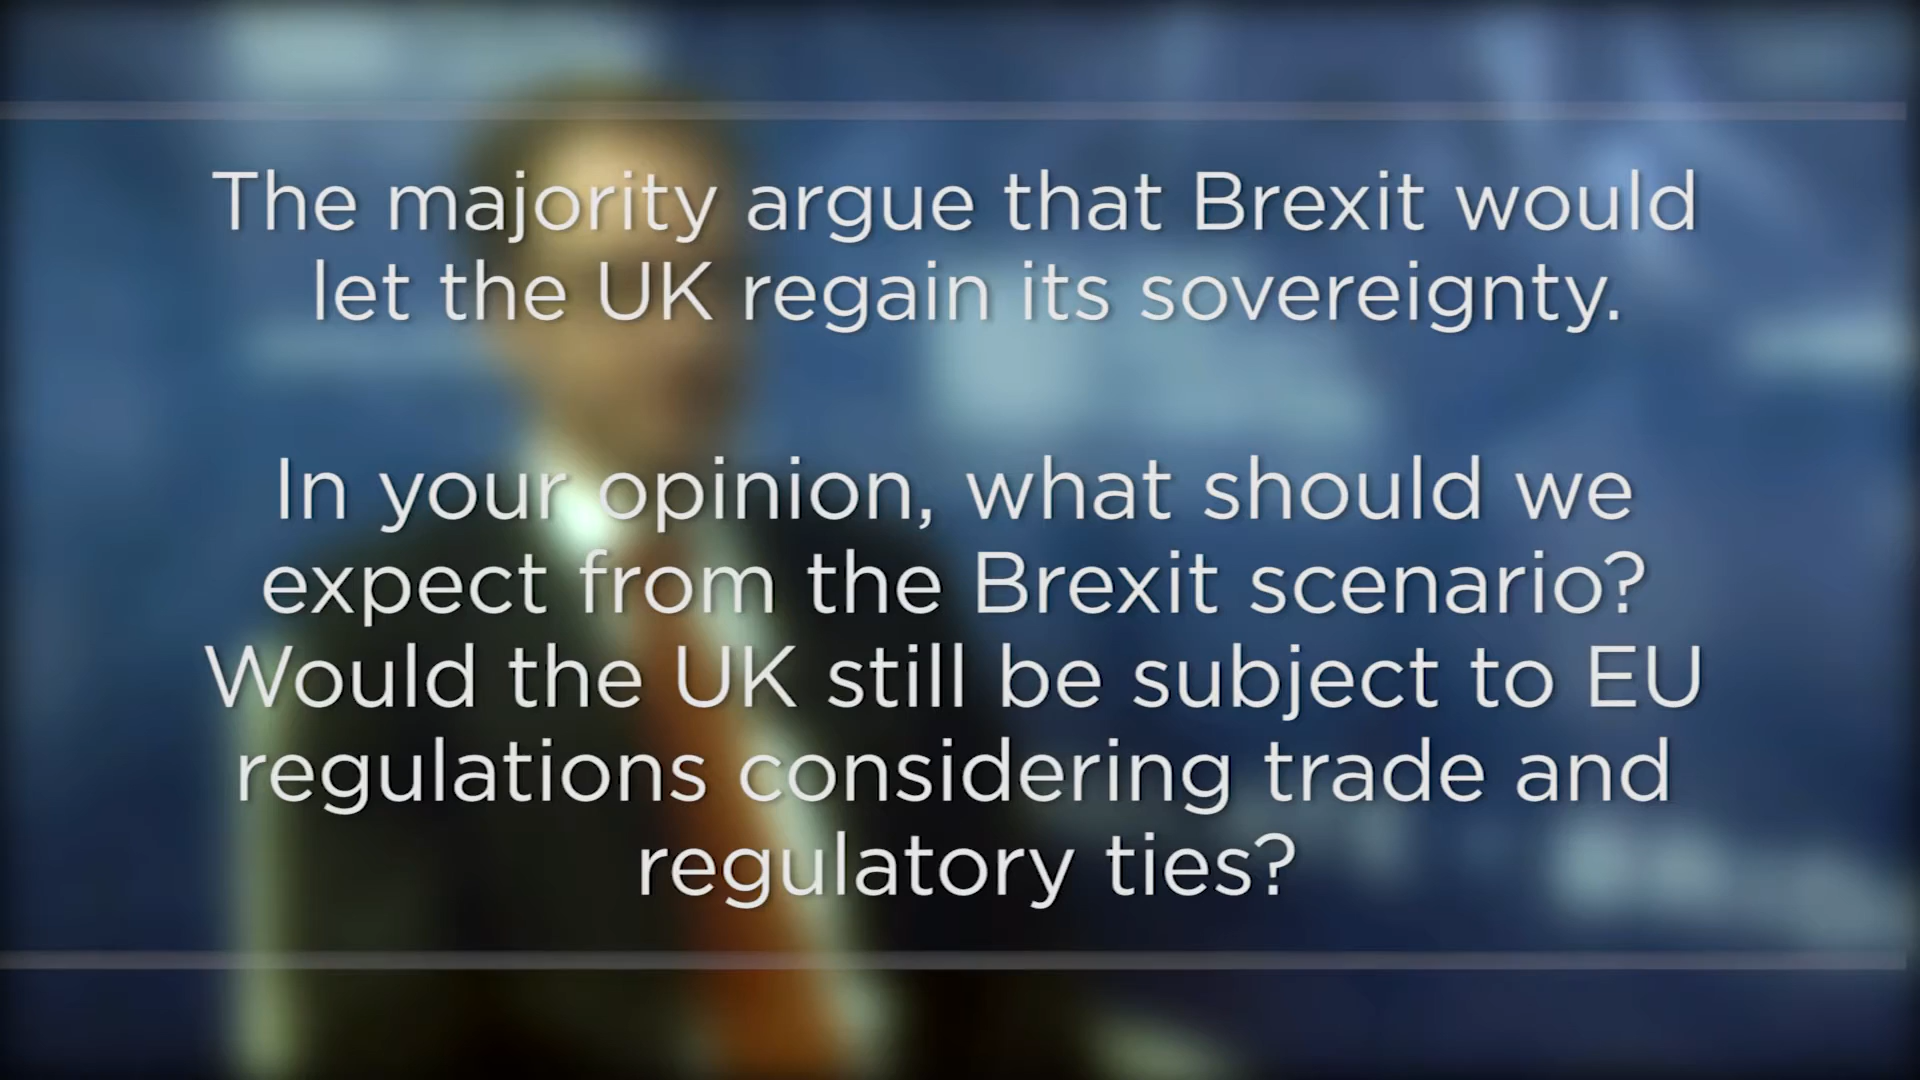 The majority argue that Brexit would
let the UK regain its sovereignty.
In your opinion, what should we
expect from the Brexit scenario?
Would the UK still be subject to EU
regulations considering trade and
regulatory ties?